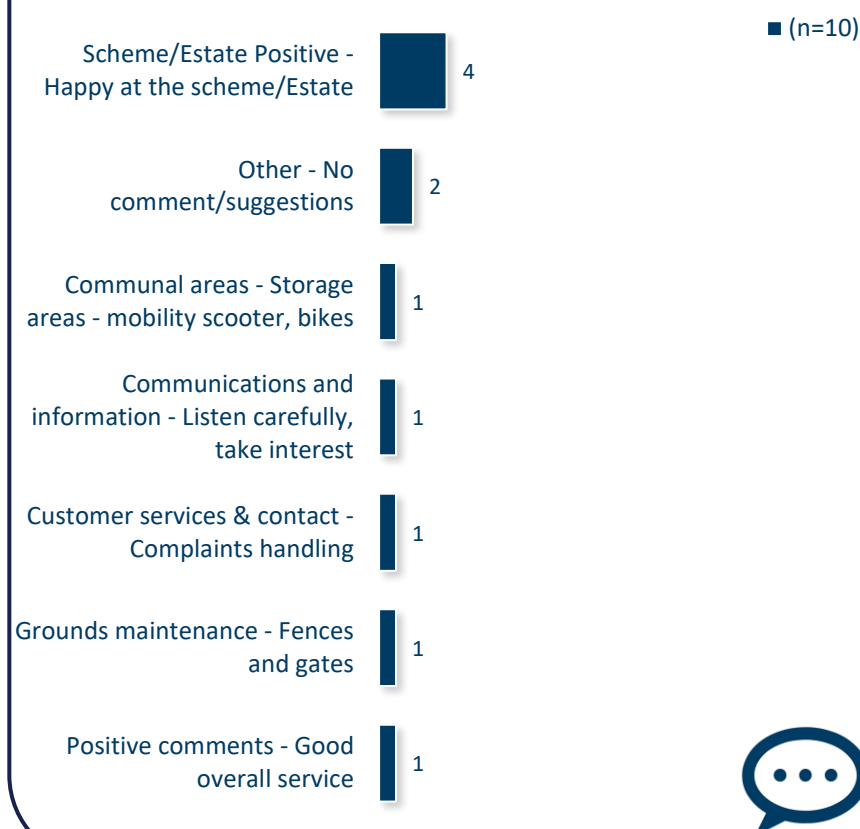 (n=10)
Scheme/Estate Positive -
Happy at the scheme/Estate
4
Other - No
comment/suggestions
2
Communal areas - Storage
areas - mobility scooter, bikes
1
Communications and
information - Listen carefully,
take interest
1
Customer services & contact -
Complaints handling
1
Grounds maintenance - Fences
and gates
1
Positive comments - Good
overall service
1